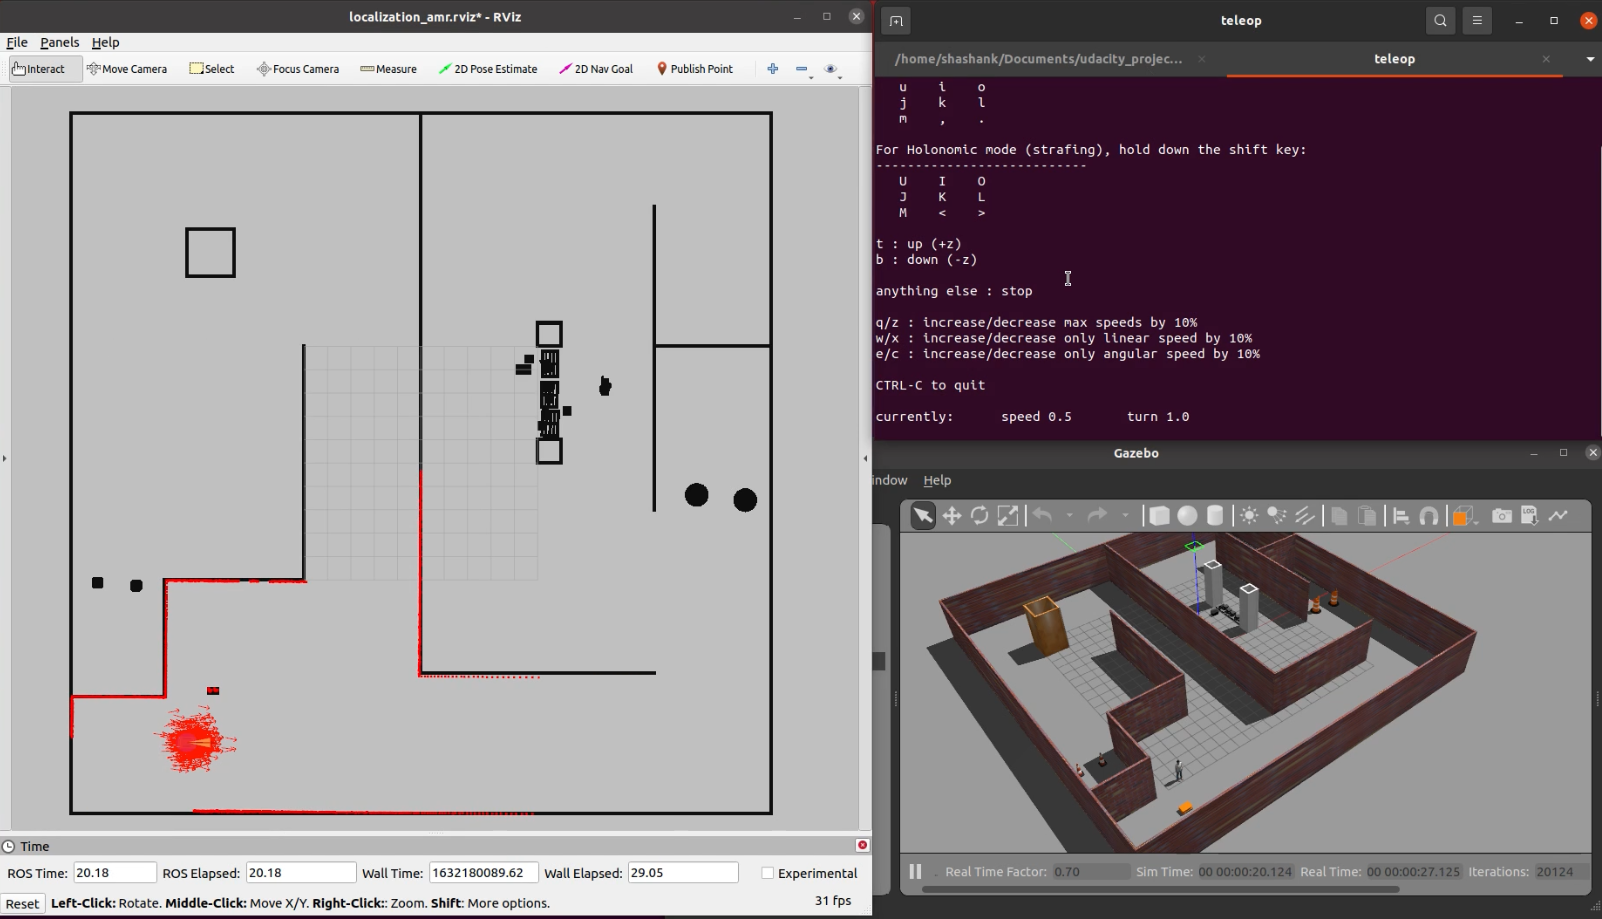 localization_amr.rviz* - RViz
File Panels Help
Interact Move Camera Select Focus Camera Measure 2D Pose Estimate 2D Nav Goal Publish Point
Time
ROS Time: 20.18 ROS Elapsed: 20.18 Wall Time: 1632180089.62 Wall Elapsed: 29.05 Experimental
Reset Left-Click: Rotate. Middle-Click: Move X/Y. Right-Click:: Zoom. Shift: More options. 31 fps
teleop
/home/shashank/Documents/udacity_projec... teleop
u i o
j k l
m , .
For Holonomic mode (strafing), hold down the shift key:
---------------------------
U I O
J K L
M < >
t : up (+z)
b : down (-z)
anything else : stop
q/z : increase/decrease max speeds by 10%
w/x : increase/decrease only linear speed by 10%
e/c : increase/decrease only angular speed by 10%
CTRL-C to quit
currently: speed 0.5 turn 1.0
Gazebo
indow Help
LOG
Real Time Factor: 0.70 Sim Time: 00 00:00:20.124 Real Time: 00 00:00:27.125 Iterations: 20124